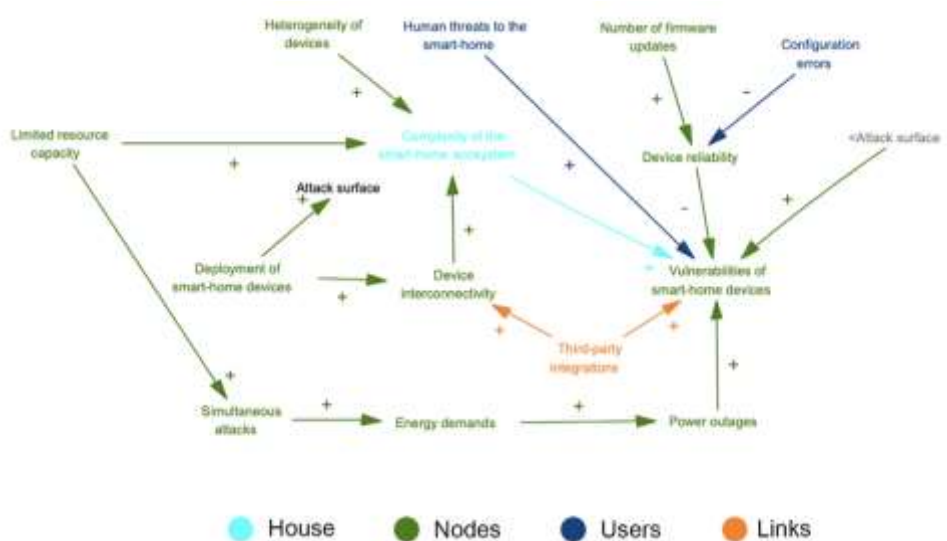 Heterogeneity of
devices
Human threats to the
smart-home
Number of firmware
updates
Configuration
errors
+
+
-
Limited resource
capacity
+
Complexity of the
smart-home ecosystem
+
Device reliability
<Attack surface
Attack surface
+
-
+
+
Deployment of
smart-home devices
+
Device
interconnectivity
-
Vulnerabilities of
smart-home devices
+
+
Third-party
integrations
+
+
Simultaneous
attacks
+
Energy demands
+
Power outages
+
House
Nodes
Users
Links